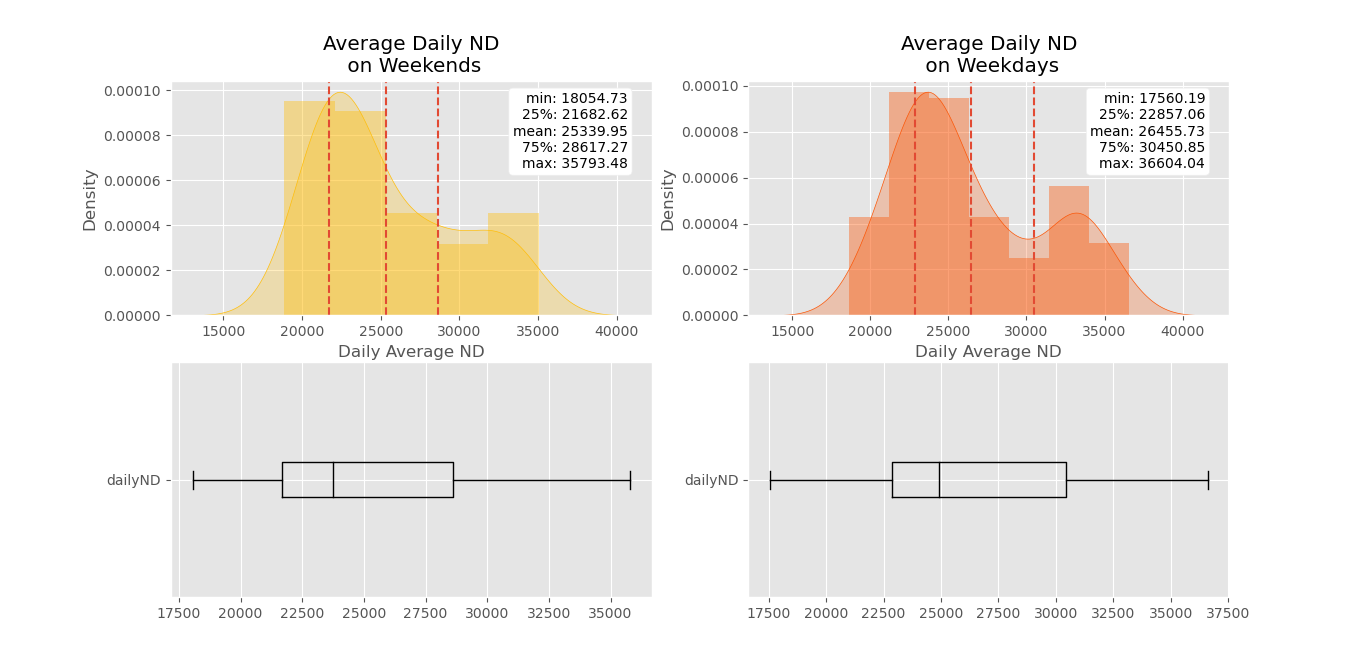 Average Daily ND
on Weekends
0.00010
0.00008
0.00006
0.00004
0.00002
0.00000
Density
min: 18054.73
25%: 21682.62
mean: 25339.95
75%: 28617.27
max: 35793.48
15000 20000 25000 30000 35000 40000
Daily Average ND
Average Daily ND
on Weekdays
0.00010
0.00008
0.00006
0.00004
0.00002
0.00000
Density
min: 17560.19
25%: 22857.06
mean: 26455.73
75%: 30450.85
max: 36604.04
15000 20000 25000 30000 35000 40000
Daily Average ND
dailyND
17500 20000 22500 25000 27500 30000 32500 35000
dailyND
17500 20000 22500 25000 27500 30000 32500 35000 37500